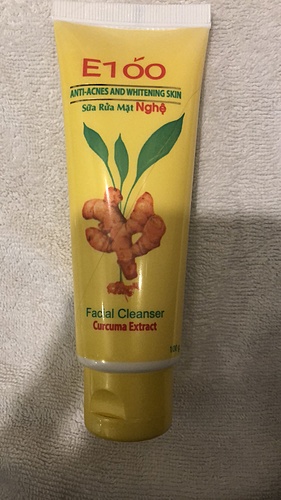 E100
ANTI-ACNES AND WHITENING SKIN
Sữa Rửa Mặt Nghệ
Facial Cleanser
Curcuma Extract